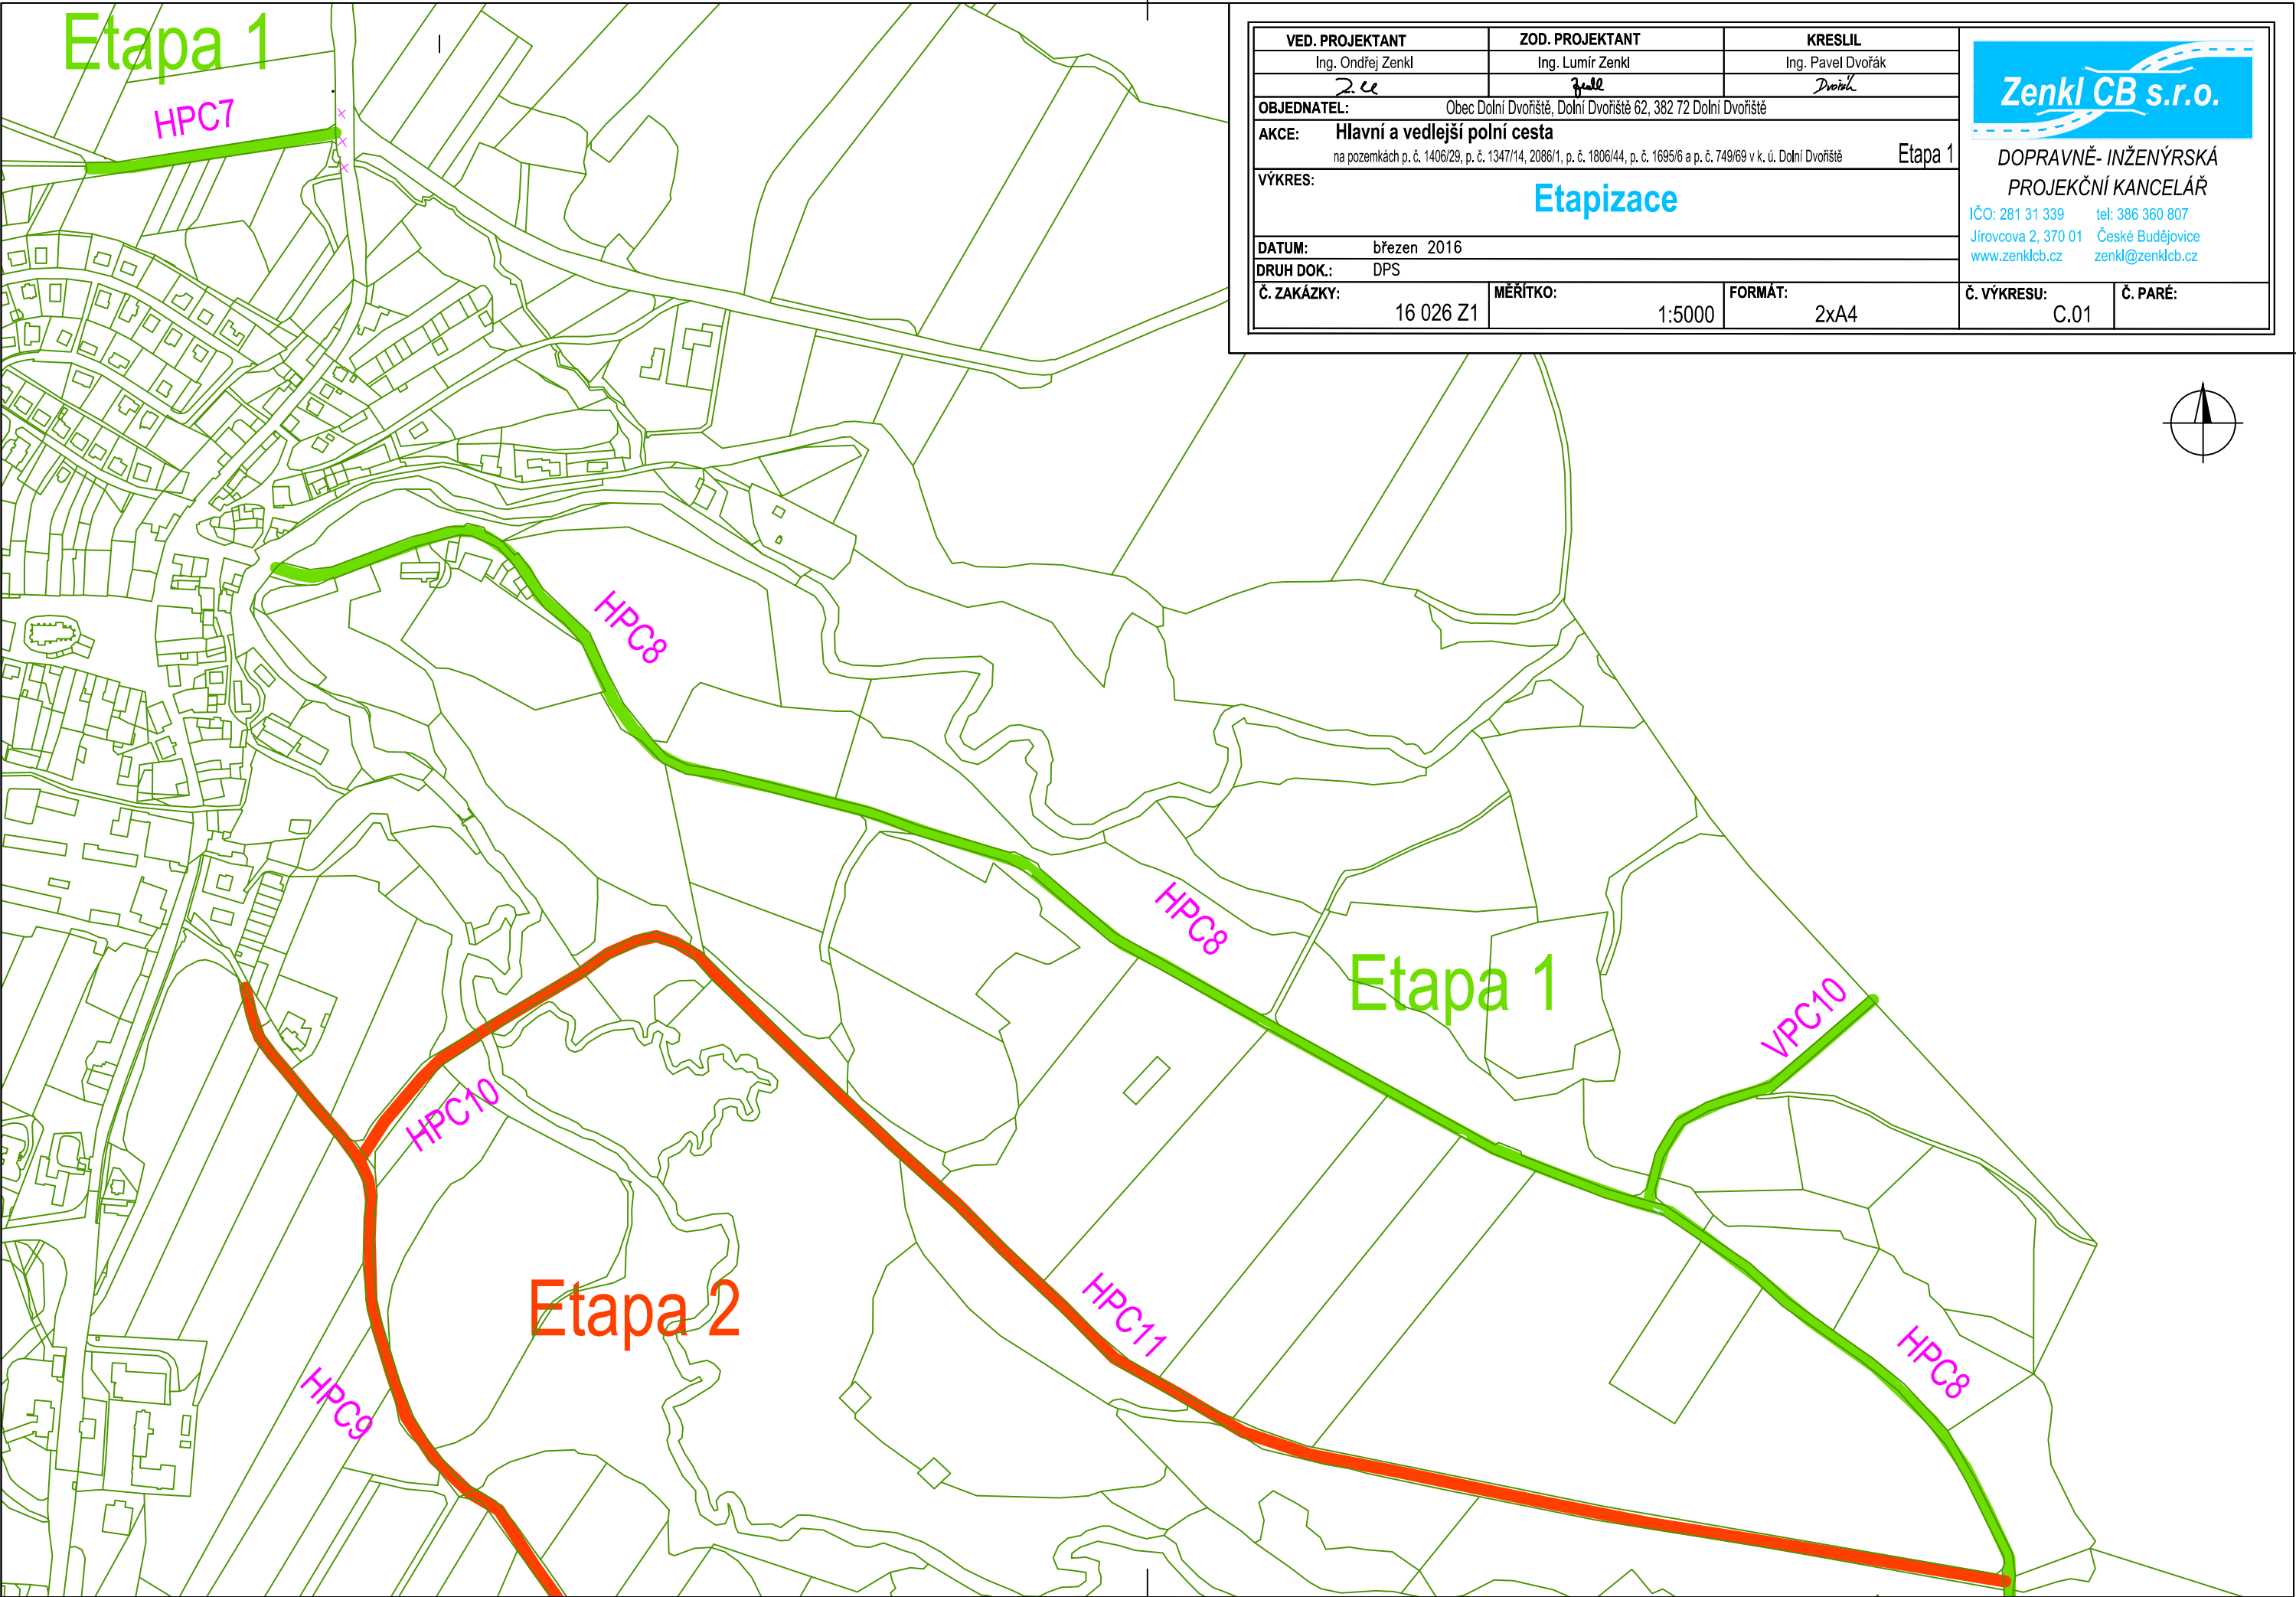 Etapa 1
HPC7
VED. PROJEKTANT
ZOD. PROJEKTANT
KRESLIL
Ing. Ondřej Zenkl
Ing. Lumír Zenkl
Ing. Pavel Dvořák
Dvořák
OBJEDNATEL: Obec Dolní Dvořiště, Dolní Dvořiště 62, 382 72 Dolní Dvořiště
AKCE: Hlavní a vedlejší polní cesta
na pozemkách p. č. 1406/29, p. č. 1347/14, 2086/1, p. č. 1806/44, p. č. 1695/6 a p. č. 749/69 v k. ú. Dolní Dvořiště Etapa 1
VÝKRES: Etapizace
DATUM: březen 2016
DRUH DOK.: DPS
Č. ZAKÁZKY: 16 026 Z1
MĚŘÍTKO: 1:5000
FORMÁT: 2xA4
Zenkl CB s.r.o.
DOPRAVNĚ- INŽENÝRSKÁ
PROJEKČNÍ KANCELÁŘ
IČO: 281 31 339 tel: 386 360 807
Jírovcova 2, 370 01 České Budějovice
www.zenklcb.cz zenkl@zenklcb.cz
Č. VÝKRESU: C.01
Č. PARÉ:
HPC8
HPC8
Etapa 1
VPC10
HPC10
Etapa 2
HPC11
HPC8
HPC9